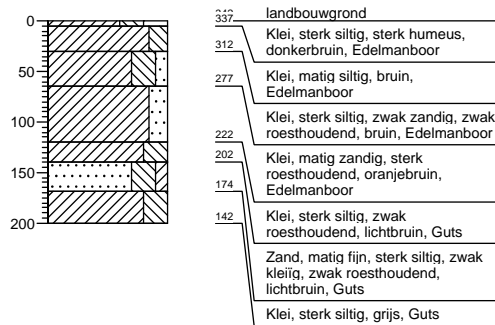 0
50
100
150
200
landbouwgrond
337
Klei, sterk siltig, sterk humeus,
donkerbruin, Edelmanboor
312
Klei, matig siltig, bruin,
Edelmanboor
277
Klei, sterk siltig, zwak zandig, zwak
roesthoudend, bruin, Edelmanboor
222
Klei, matig zandig, sterk
roesthoudend, oranjebruin,
Edelmanboor
202
Klei, sterk siltig, zwak
roesthoudend, lichtbruin, Guts
174
Zand, matig fijn, sterk siltig, zwak
kleiïg, zwak roesthoudend,
lichtbruin, Guts
142
Klei, sterk siltig, grijs, Guts